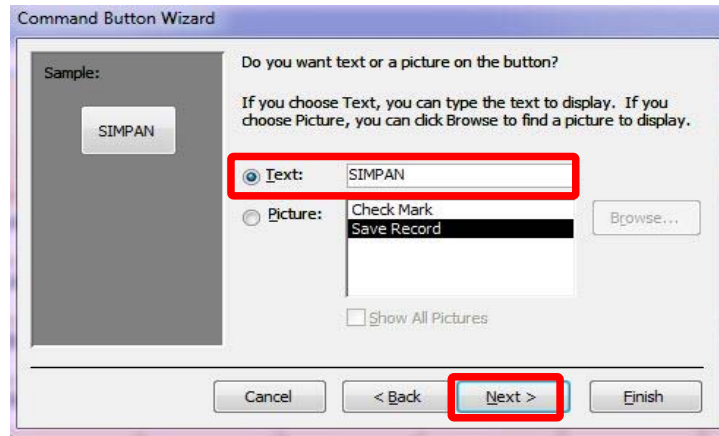 Command Button Wizard
Sample:
SIMPAN
Do you want text or a picture on the button?
If you choose Text, you can type the text to display. If you
choose Picture, you can click Browse to find a picture to display.
Text: SIMPAN
Picture: Check Mark
Save Record
Browse...
Show All Pictures
Cancel < Back Next > Finish